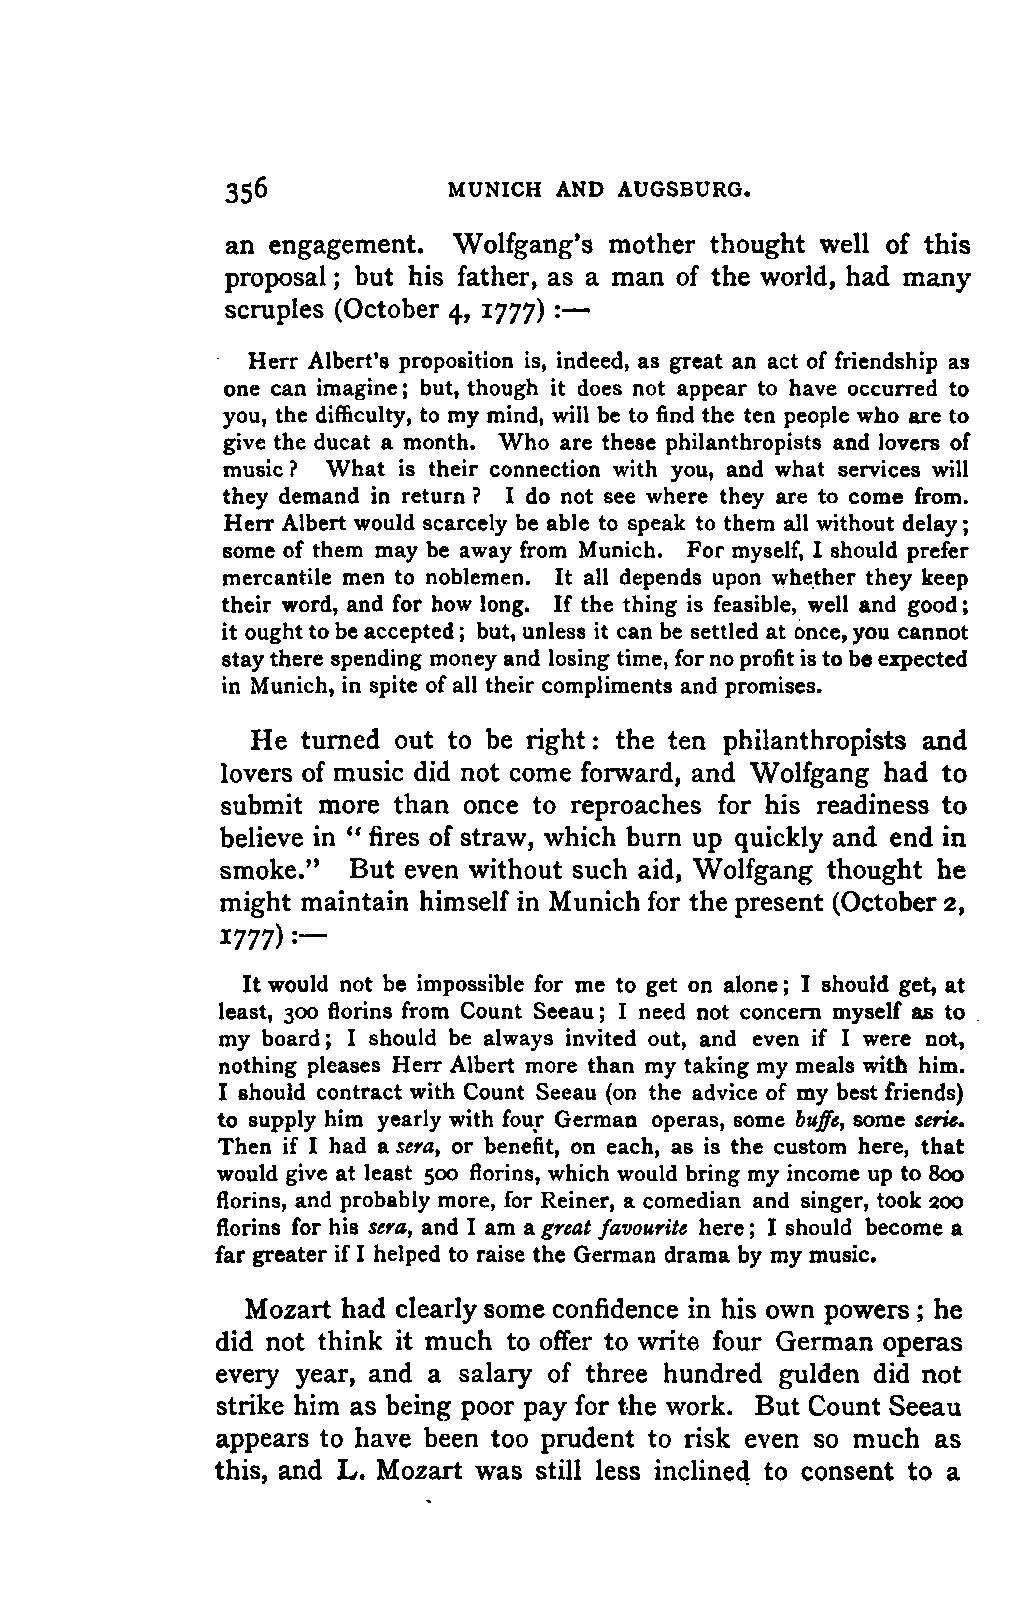 356 MUNICH AND AUGSBURG.
an engagement. Wolfgang's mother thought well of this
proposal; but his father, as a man of the world, had many
scruples (October 4, 1777) :—
Herr Albert's proposition is, indeed, as great an act of friendship as
one can imagine; but, though it does not appear to have occurred to
you, the difficulty, to my mind, will be to find the ten people who are to
give the ducat a month. Who are these philanthropists and lovers of
music? What is their connection with you, and what services will
they demand in return? I do not see where they are to come from.
Herr Albert would scarcely be able to speak to them all without delay;
some of them may be away from Munich. For myself, I should prefer
mercantile men to noblemen. It all depends upon whether they keep
their word, and for how long. If the thing is feasible, well and good;
it ought to be accepted; but, unless it can be settled at once, you cannot
stay there spending money and losing time, for no profit is to be expected
in Munich, in spite of all their compliments and promises.
He turned out to be right: the ten philanthropists and
lovers of music did not come forward, and Wolfgang had to
submit more than once to reproaches for his readiness to
believe in "fires of straw, which burn up quickly and end in
smoke." But even without such aid, Wolfgang thought he
might maintain himself in Munich for the present (October 2,
1777) :—
It would not be impossible for me to get on alone; I should get, at
least, 300 florins from Count Seeau; I need not concern myself as to
my board; I should be always invited out, and even if I were not,
nothing pleases Herr Albert more than my taking my meals with him.
I should contract with Count Seeau (on the advice of my best friends)
to supply him yearly with four German operas, some buffe, some serie.
Then if I had a sera, or benefit, on each, as is the custom here, that
would give at least 500 florins, which would bring my income up to 800
florins, and probably more, for Reiner, a comedian and singer, took 200
florins for his sera, and I am a great favourite here; I should become a
far greater if I helped to raise the German drama by my music.
Mozart had clearly some confidence in his own powers; he
did not think it much to offer to write four German operas
every year, and a salary of three hundred gulden did not
strike him as being poor pay for the work. But Count Seeau
appears to have been too prudent to risk even so much as
this, and L. Mozart was still less inclined to consent to a